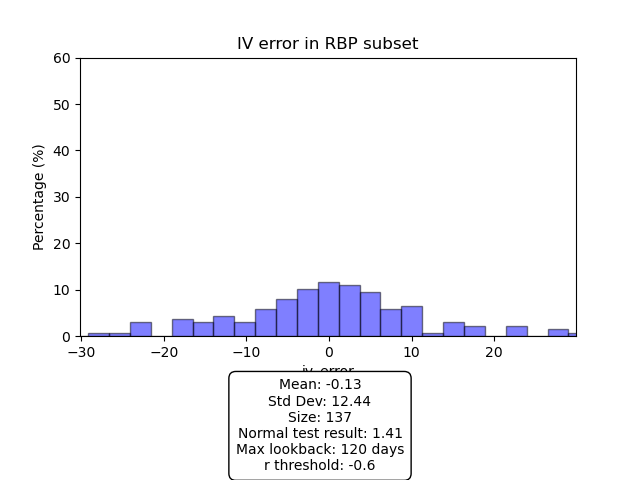 IV error in RBP subset
60
50
40
30
20
10
0
Percentage (%)
−30
−20
−10
0
10
20
iv_error
Mean: -0.13
Std Dev: 12.44
Size: 137
Normal test result: 1.41
Max lookback: 120 days
r threshold: -0.6